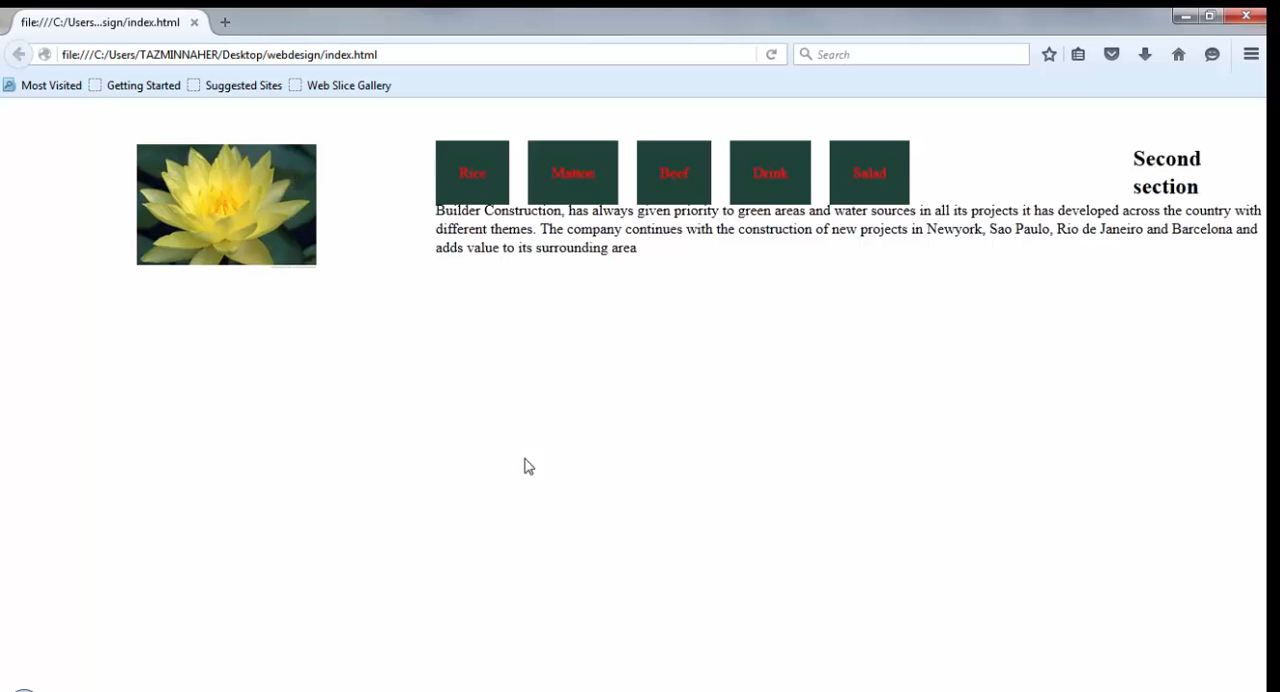 file:///C:/Users...sign/index.html
file:///C:/Users/TAZMINNAHER/Desktop/webdesign/index.html
Search
Most Visited Getting Started Suggested Sites Web Slice Gallery
Rice Matton Beef Drink Salad
Second
section
Builder Construction, has always given priority to green areas and water sources in all its projects it has developed across the country with
different themes. The company continues with the construction of new projects in Newyork, Sao Paulo, Rio de Janeiro and Barcelona and
adds value to its surrounding area